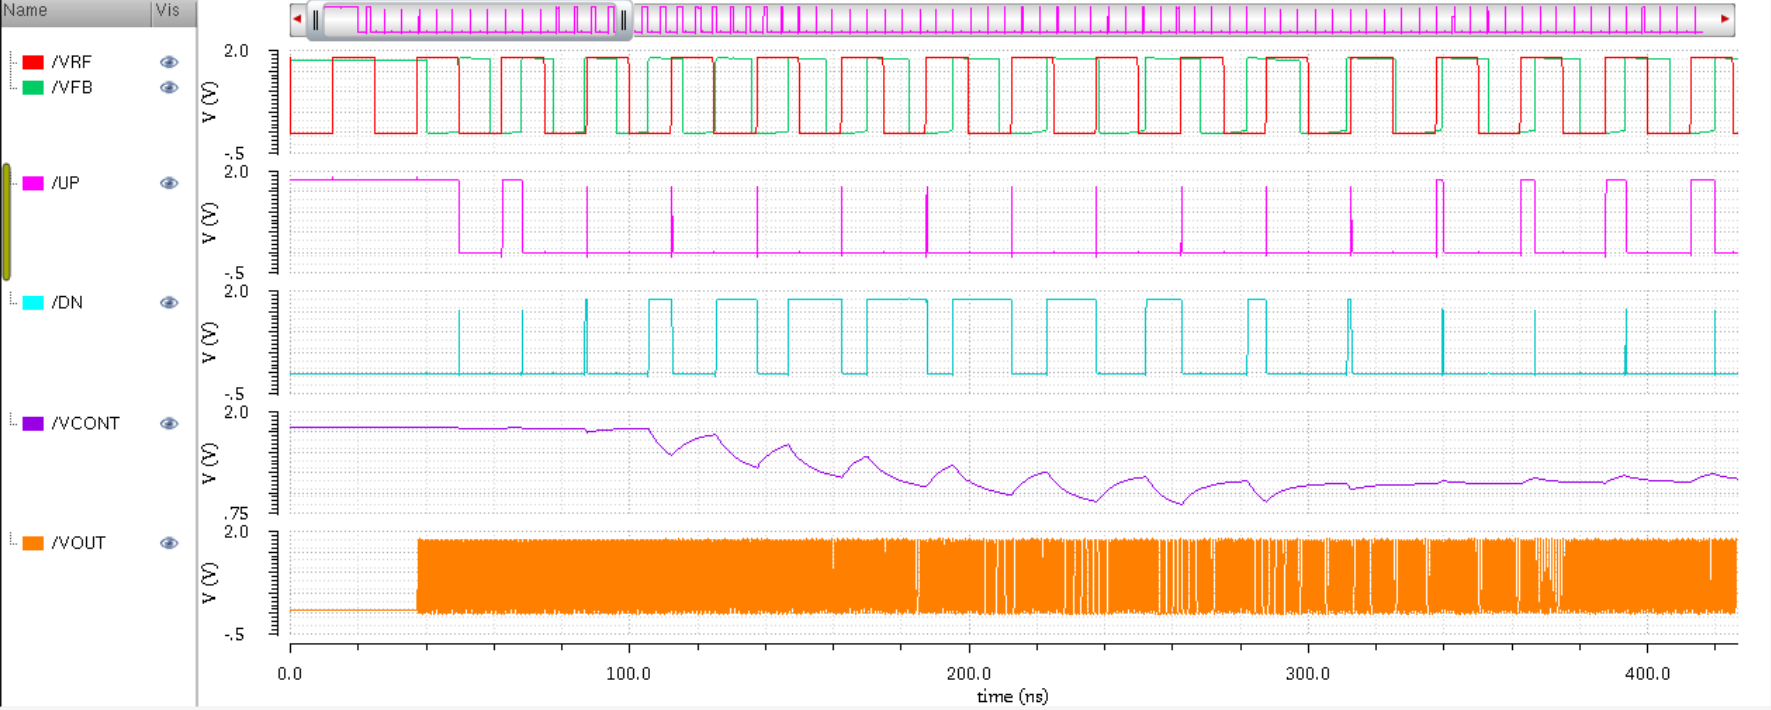 Name Vis
/VRF
/VFB
/UP
/DN
/VCONT
/VOUT
2.0
V (V)
-.5
2.0
V (V)
-.5
2.0
V (V)
-.5
2.0
V (V)
.75
2.0
V (V)
-.5
0.0 100.0 200.0 300.0 400.0
time (ns)